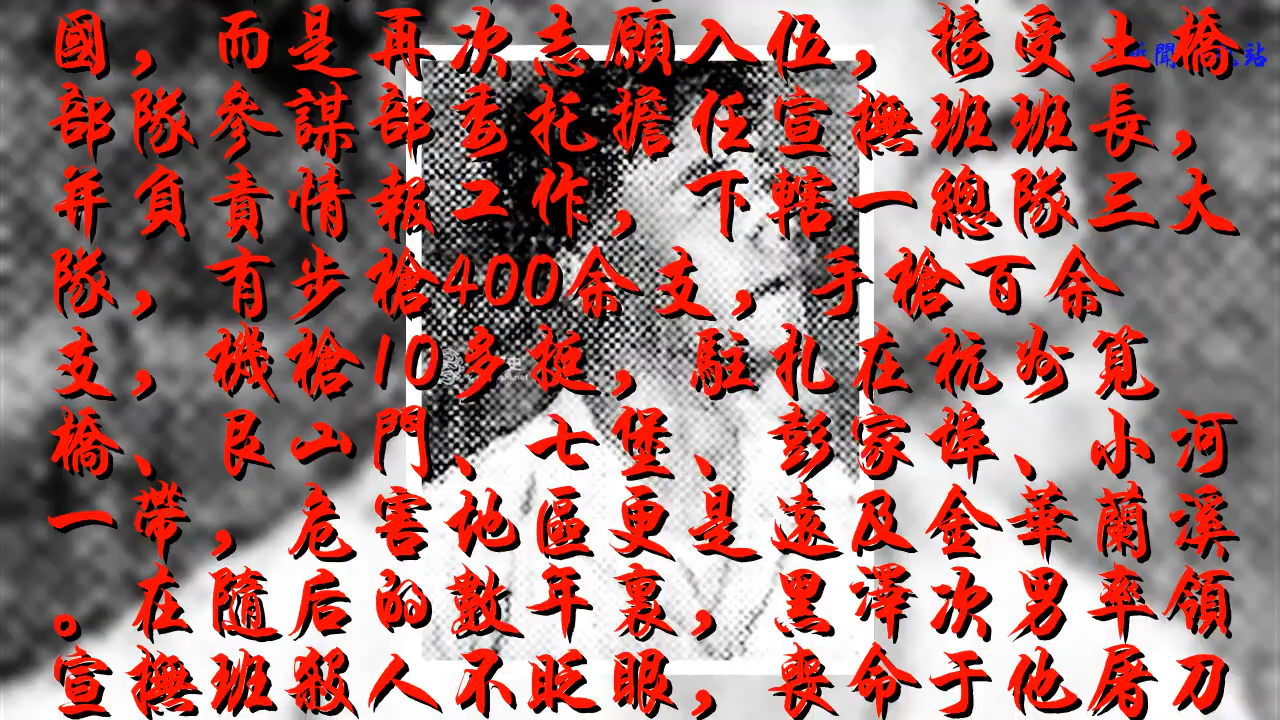 國，而是再次志願入伍，接受土橋
部隊參謀部委托擔任宣撫班班長，
并負責情報工作，下轄一總隊三大
隊，有步槍400余支，手槍百余
支，機槍10多挺，駐扎在杭州筧
橋、艮山門、七堡、彭家埠、小河
一帶，危害地區更是遠及金華蘭溪
。在隨后的數年裏，黑澤次男率領
宣撫班殺人不眨眼，喪命于他屠刀